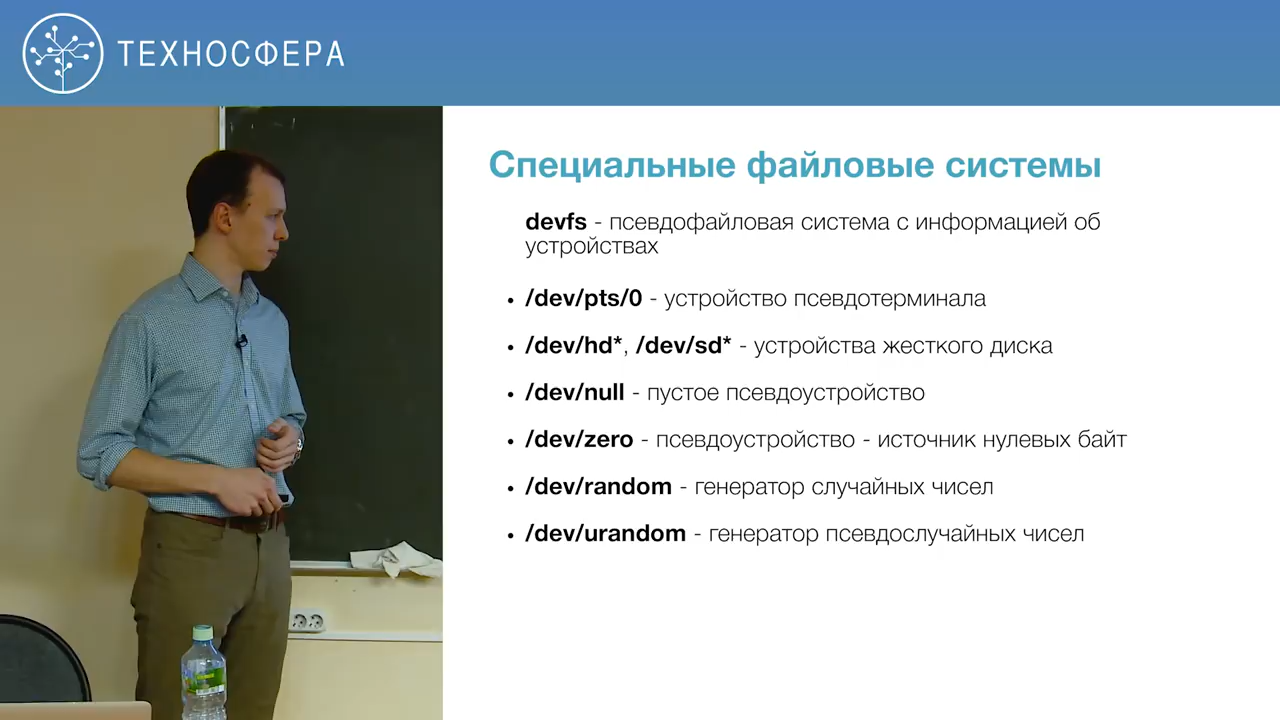 ТЕХНОСФЕРА
Специальные файловые системы
devfs - псевдофайловая система с информацией об
устройствах
• /dev/pts/0 - устройство псевдотерминала
• /dev/hd*, /dev/sd* - устройства жесткого диска
• /dev/null - пустое псевдоустройство
• /dev/zero - псевдоустройство - источник нулевых байт
• /dev/random - генератор случайных чисел
• /dev/urandom - генератор псевдослучайных чисел